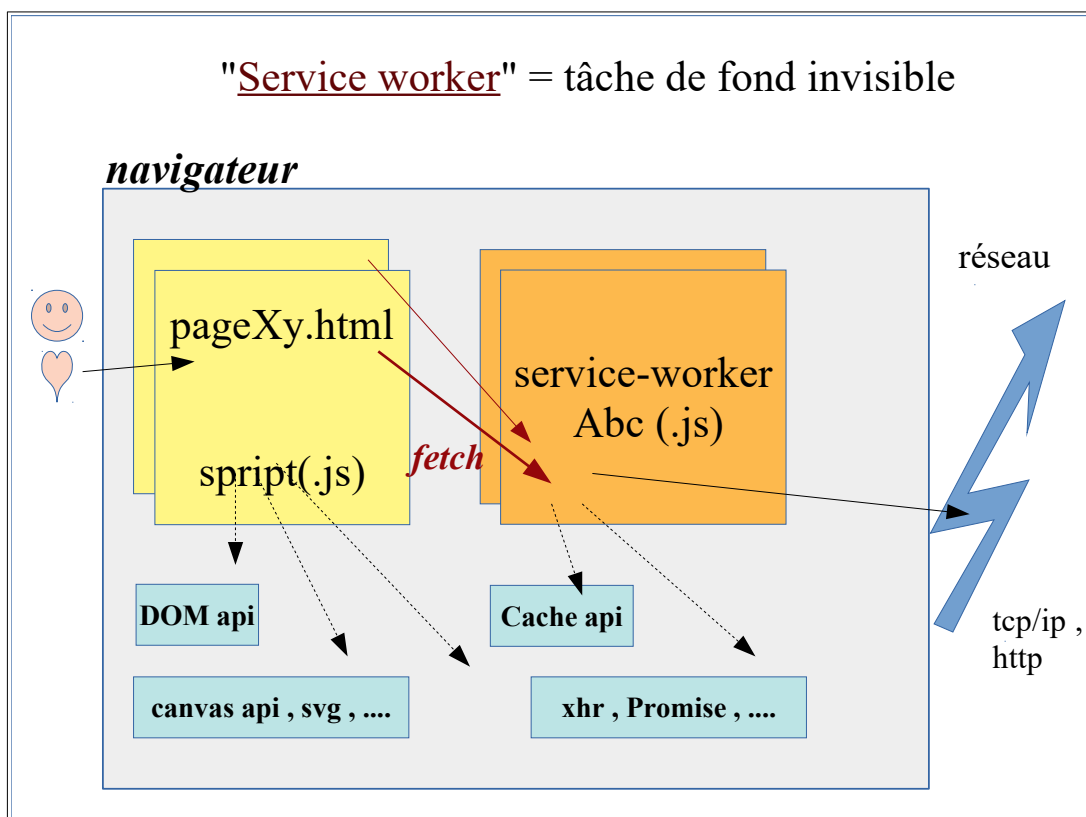 "Service worker" = tâche de fond invisible
navigateur
réseau
pageXy.html
service-worker
Abc (.js)
fetch
spript(.js)
DOM api
Cache api
tcp/ip ,
http
canvas api , svg , ....
xhr , Promise , ....